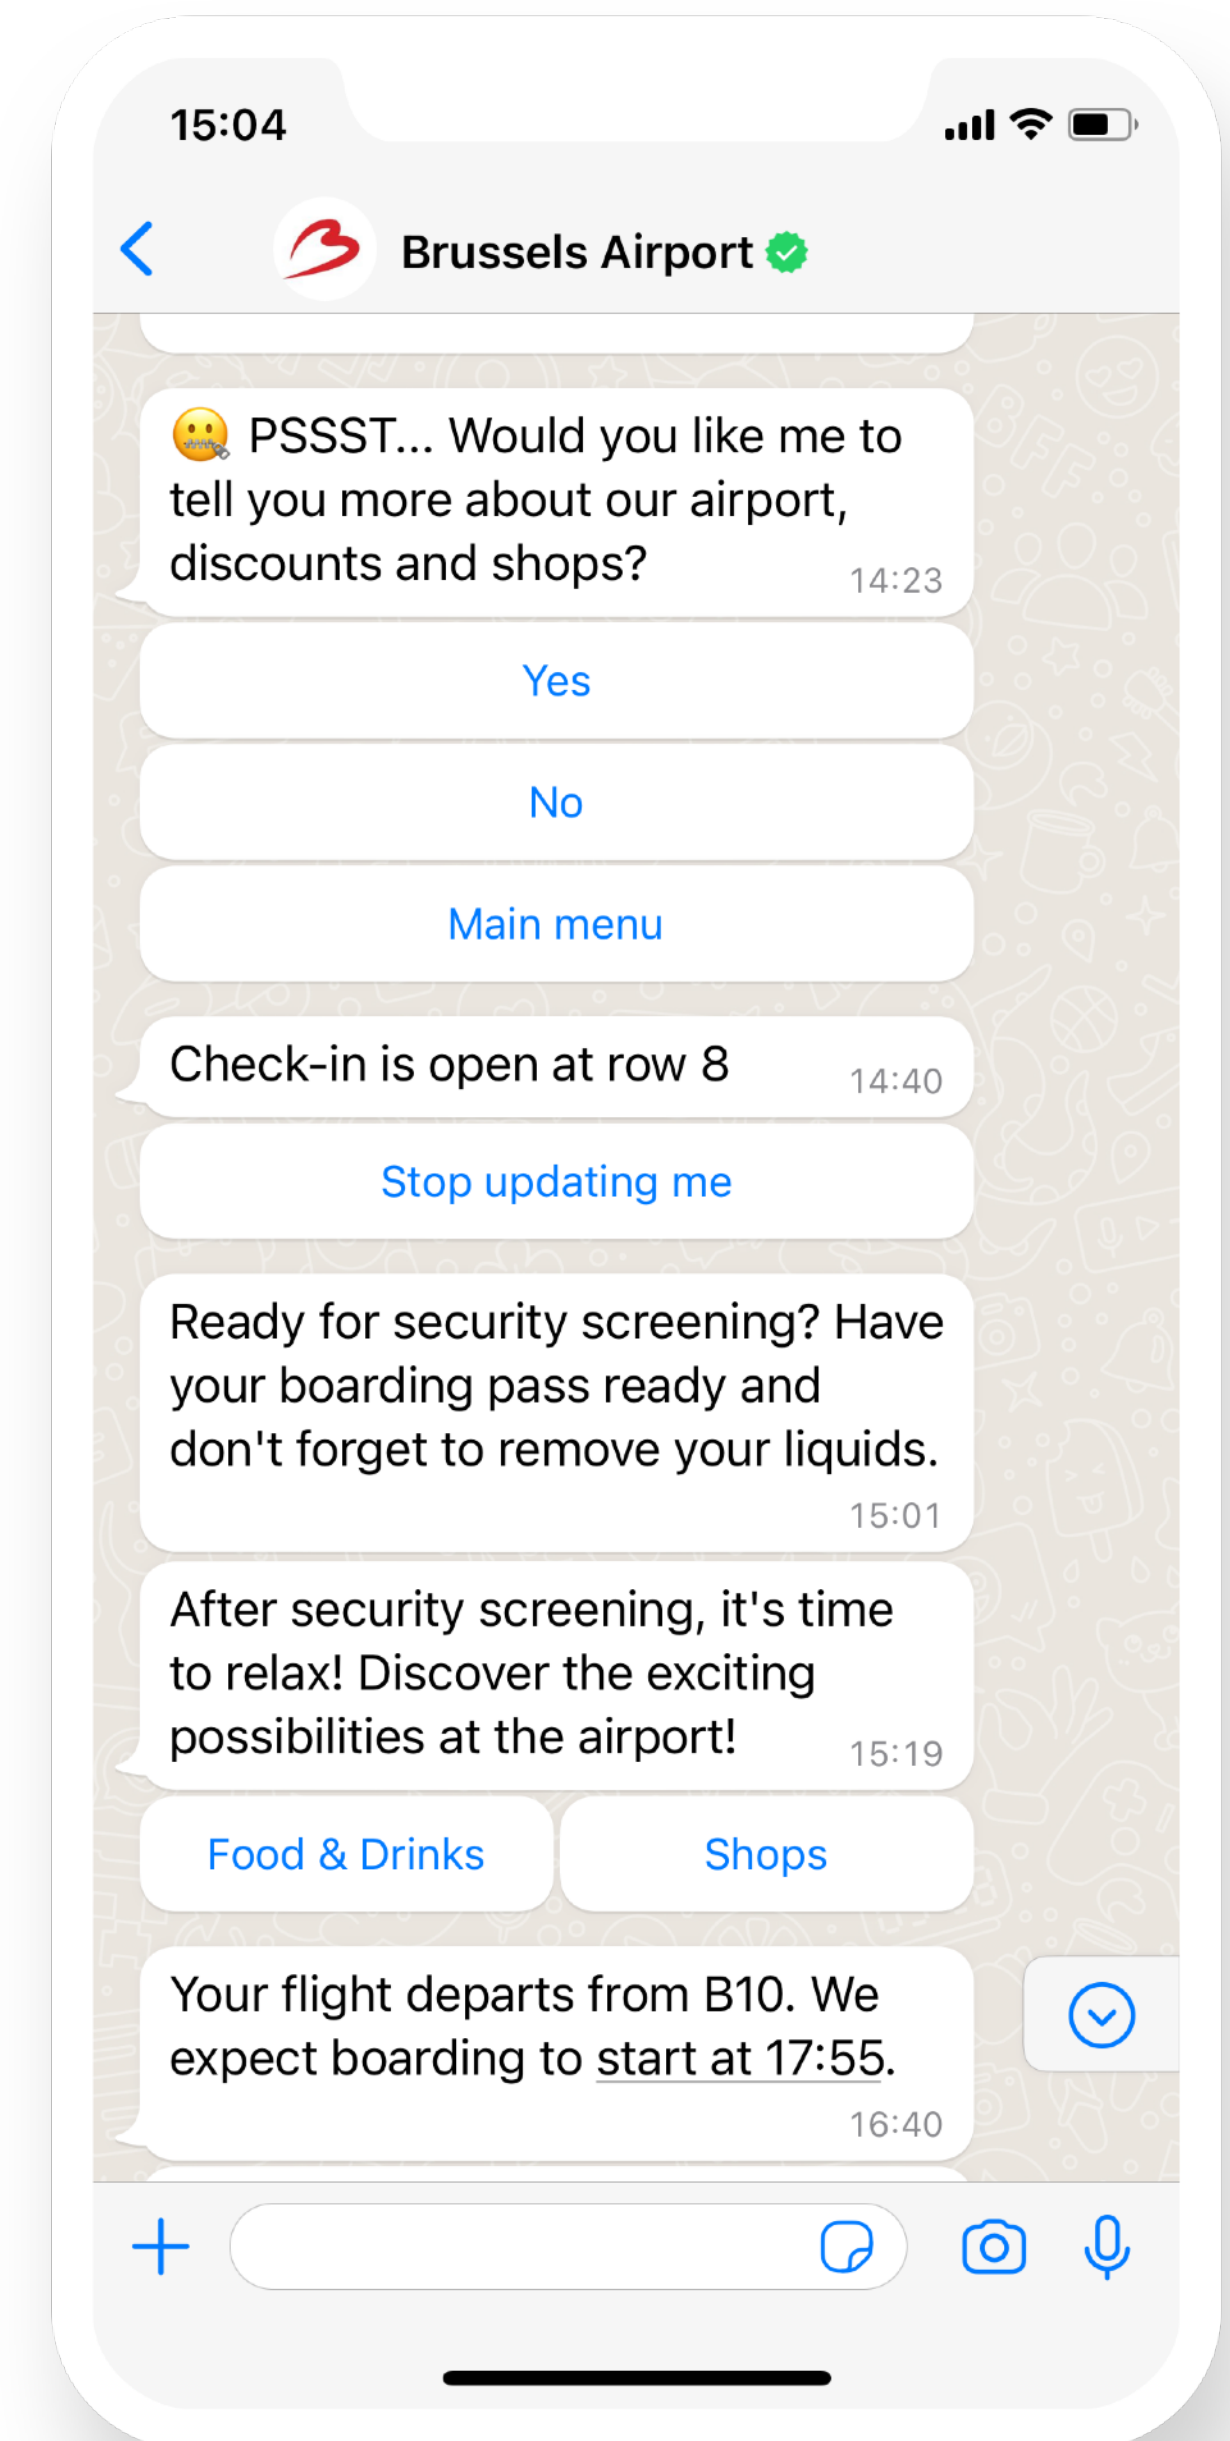 15:04
Brussels Airport
🤐 PSSST... Would you like me to
tell you more about our airport,
discounts and shops?
14:23
Yes
No
Main menu
Check-in is open at row 8
14:40
Stop updating me
Ready for security screening? Have
your boarding pass ready and
don't forget to remove your liquids.
15:01
After security screening, it's time
to relax! Discover the exciting
possibilities at the airport!
15:19
Food & Drinks
Shops
Your flight departs from B10. We
expect boarding to start at 17:55.
16:40